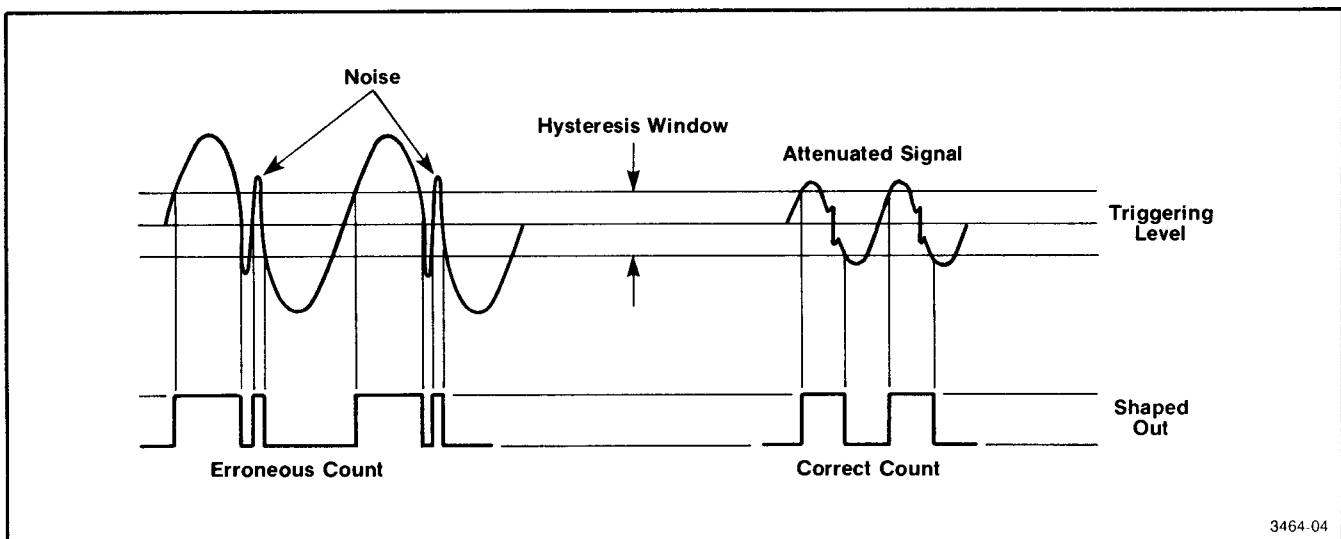 Noise
Hysteresis Window
Attenuated Signal
Triggering
Level
Shaped
Out
Erroneous Count
Correct Count
3464-04